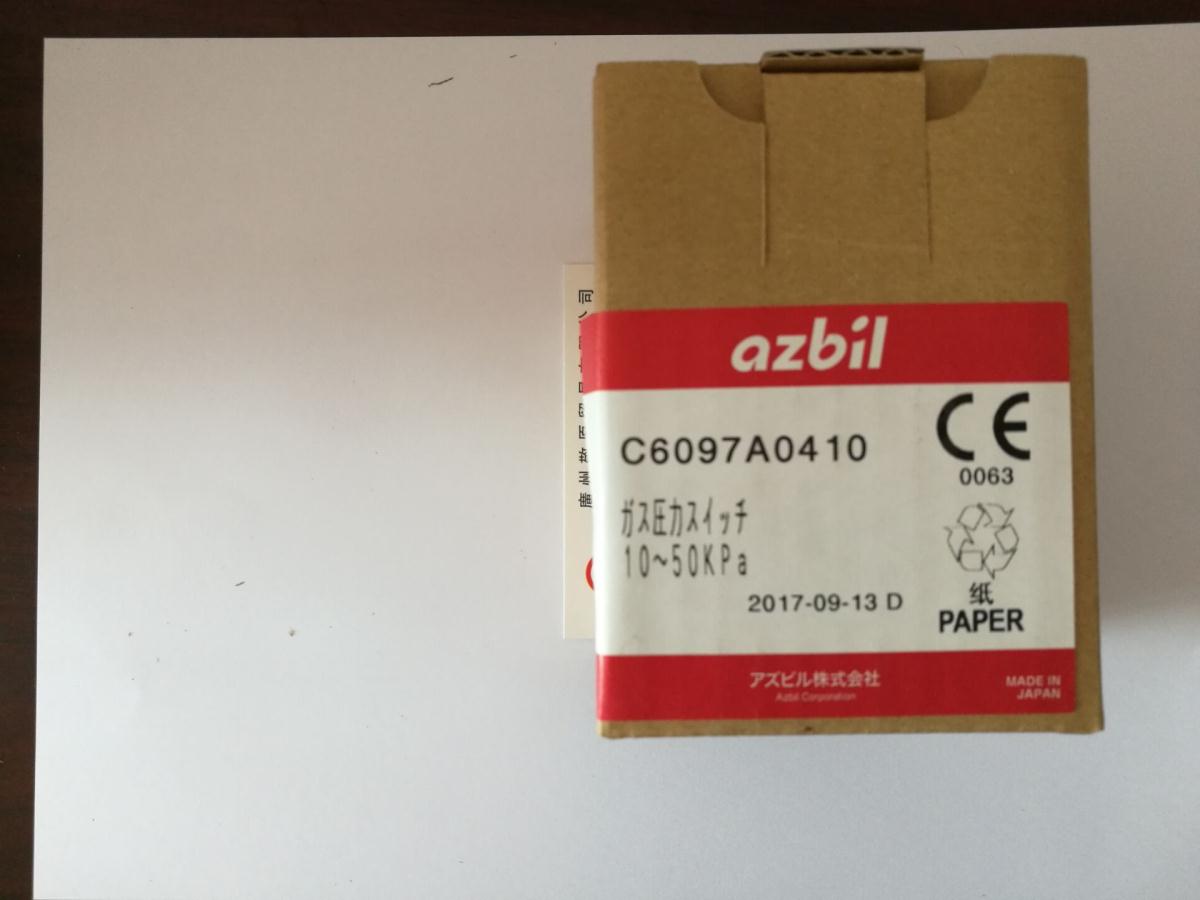 azbil
C6097A0410
CE
0063
ガス圧力スイッチ
10~50KPa
2017-09-13 D
纸
PAPER
アズビル株式会社
Azbil Corporation
MADE IN
JAPAN